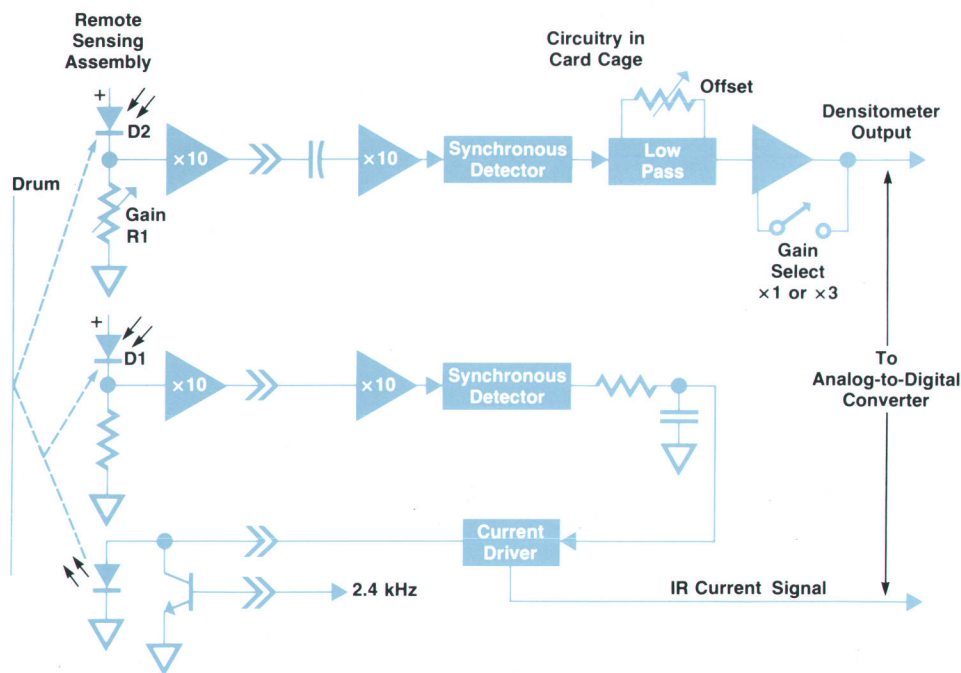 Remote
Sensing
Assembly
Circuitry in
Card Cage
Offset
Densitometer
Output
+
D2
×10
×10
Synchronous
Detector
Low
Pass
Drum
Gain
R1
Gain
Select
×1 or ×3
+
D1
×10
×10
Synchronous
Detector
To
Analog-to-Digital
Converter
Current
Driver
2.4 kHz
IR Current Signal